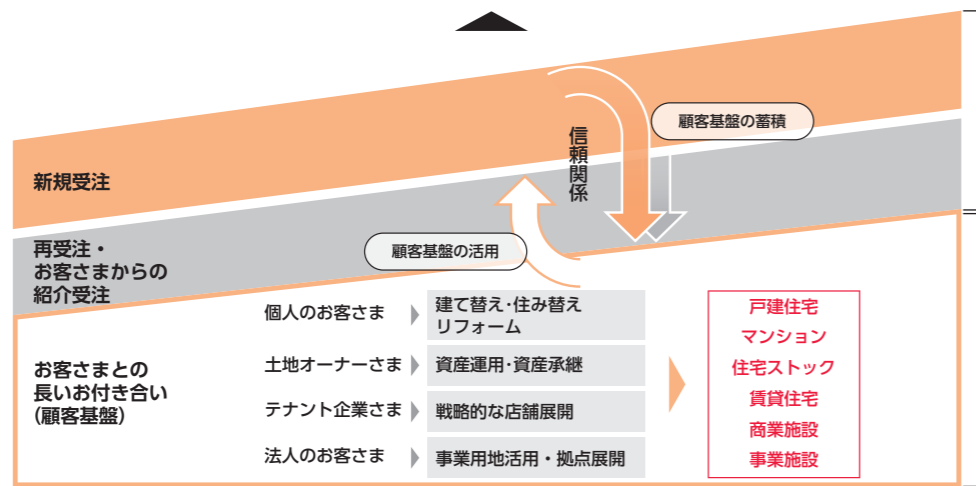 新規受注
信頼関係
顧客基盤の蓄積
再受注・
お客さまからの
紹介受注
顧客基盤の活用
お客さまとの
長いお付き合い
(顧客基盤)
個人のお客さま
建て替え・住み替え
リフォーム
土地オーナーさま
資産運用・資産承継
テナント企業さま
戦略的な店舗展開
法人のお客さま
事業用地活用・拠点展開
戸建住宅
マンション
住宅ストック
賃貸住宅
商業施設
事業施設